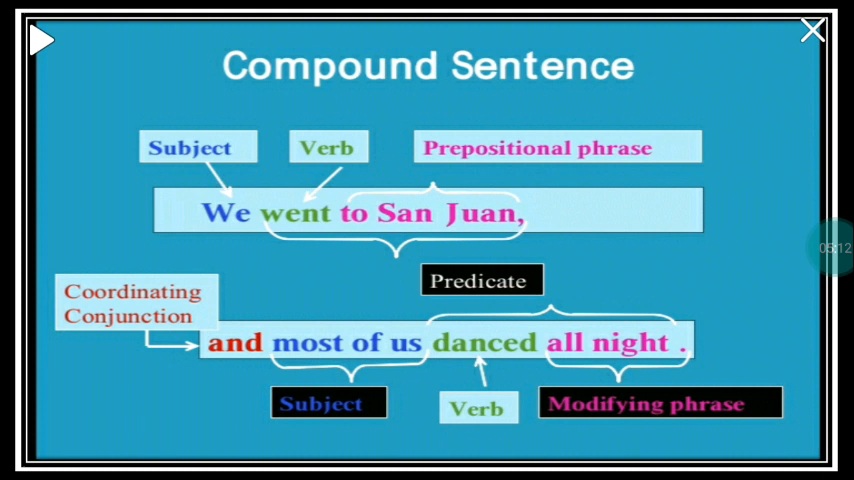 Compound Sentence
Subject
Verb
Prepositional phrase
We went to San Juan,
Predicate
Coordinating
Conjunction
and most of us danced all night .
Subject
Verb
Modifying phrase
05:12